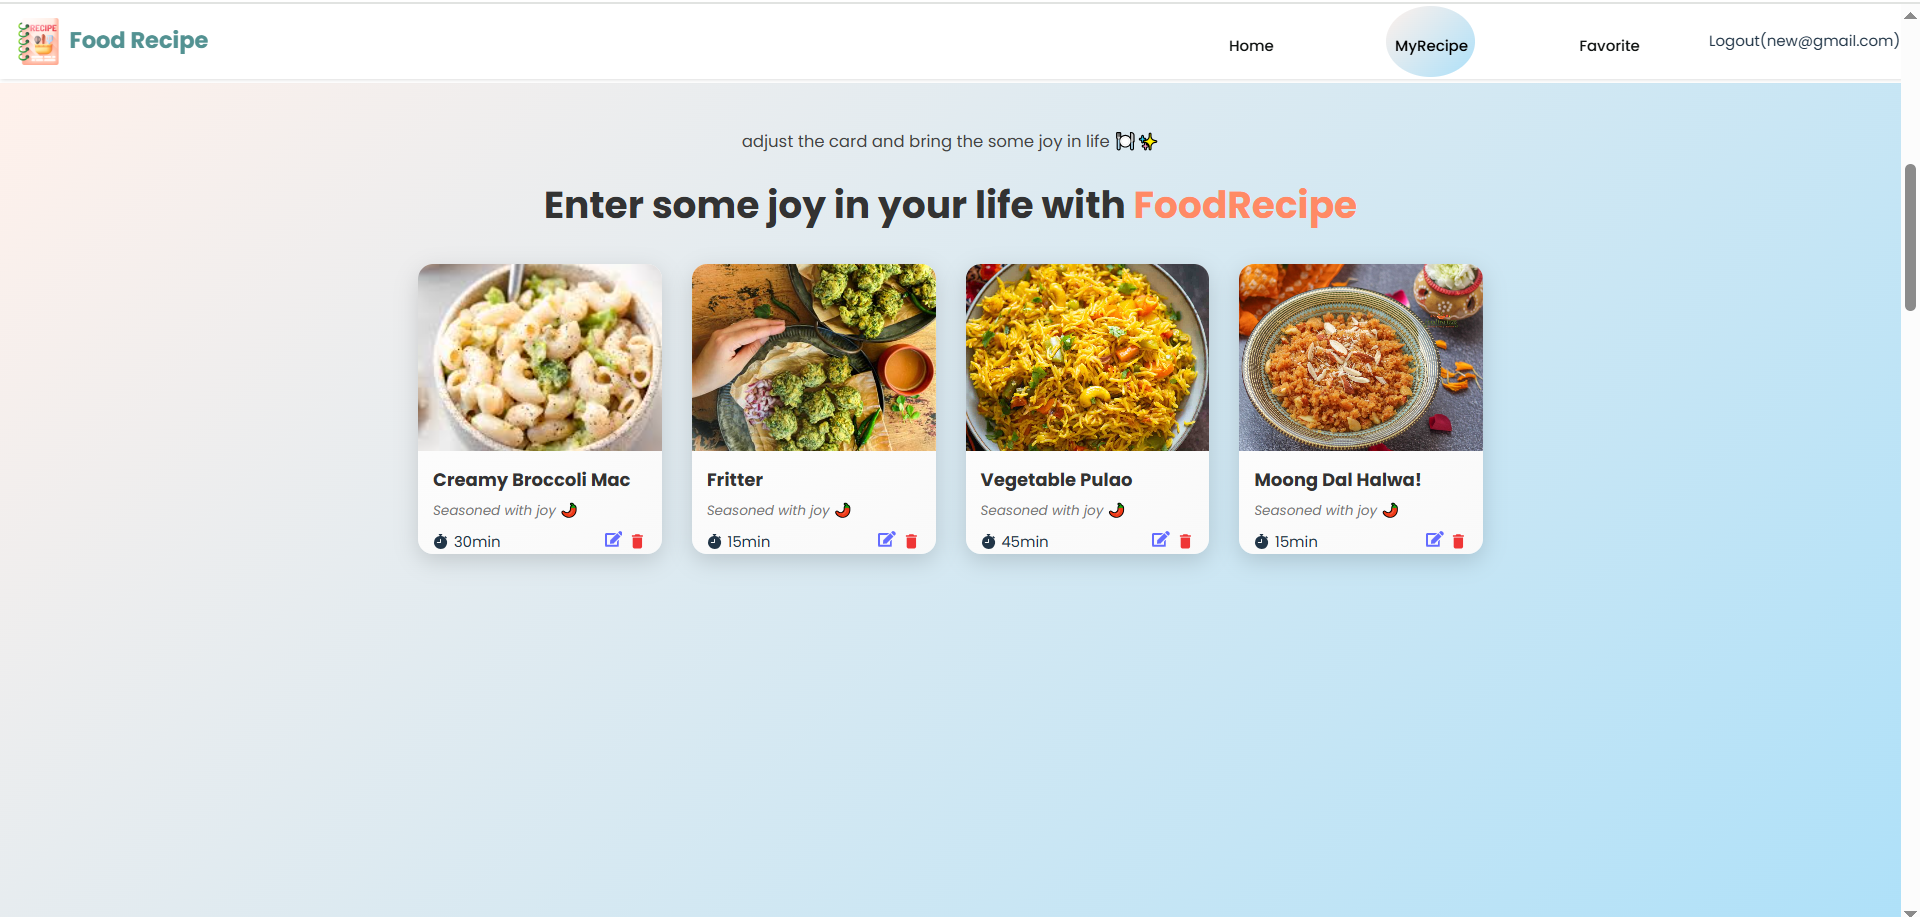 RECIPE
Food Recipe
Home
MyRecipe
Favorite
Logout(new@gmail.com)
adjust the card and bring the some joy in life 🍽️✨
Enter some joy in your life with FoodRecipe
Creamy Broccoli Mac
Seasoned with joy 🌶️
30min
Fritter
Seasoned with joy 🌶️
15min
Vegetable Pulao
Seasoned with joy 🌶️
45min
Moong Dal Halwa!
Seasoned with joy 🌶️
15min